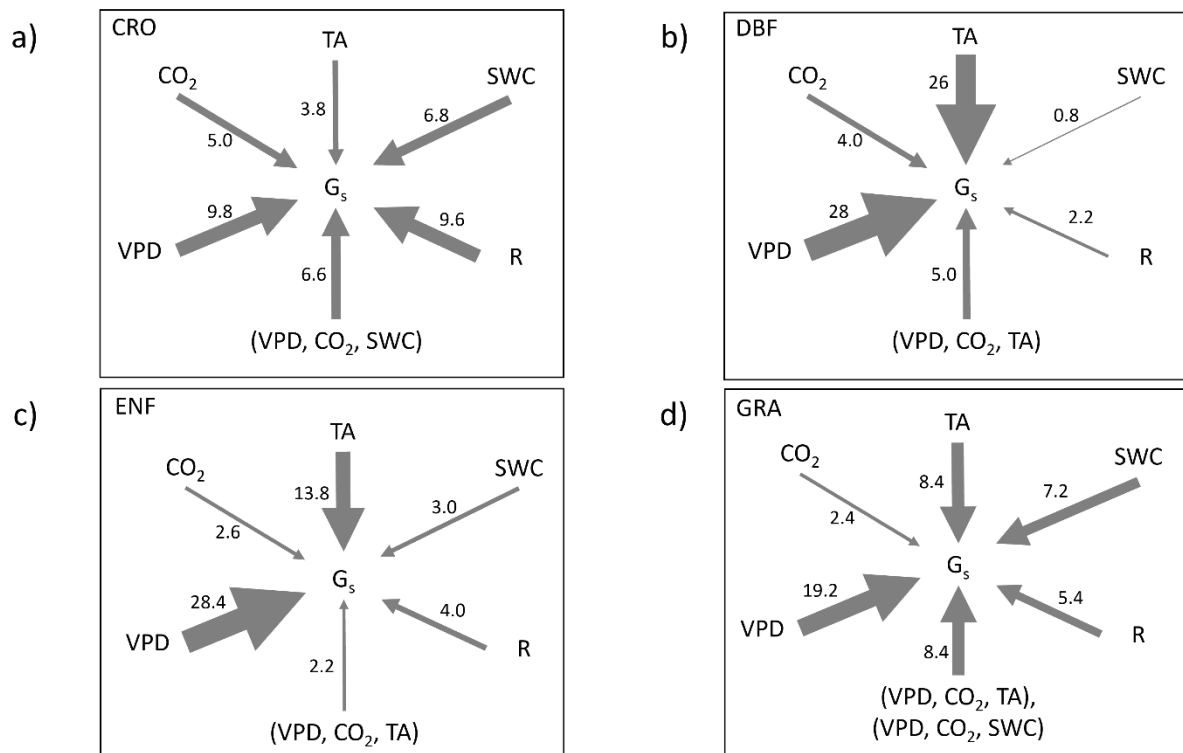 a)
CRO
TA
CO₂
SWC
3.8
6.8
5.0
Gₛ
9.8
9.6
VPD
R
6.6
(VPD, CO₂, SWC)
b)
DBF
TA
CO₂
SWC
26
0.8
4.0
Gₛ
28
2.2
VPD
R
5.0
(VPD, CO₂, TA)
c)
ENF
TA
CO₂
SWC
13.8
3.0
2.6
Gₛ
28.4
4.0
VPD
R
2.2
(VPD, CO₂, TA)
d)
GRA
TA
CO₂
SWC
8.4
7.2
2.4
Gₛ
19.2
5.4
VPD
R
8.4
(VPD, CO₂, TA),
(VPD, CO₂, SWC)